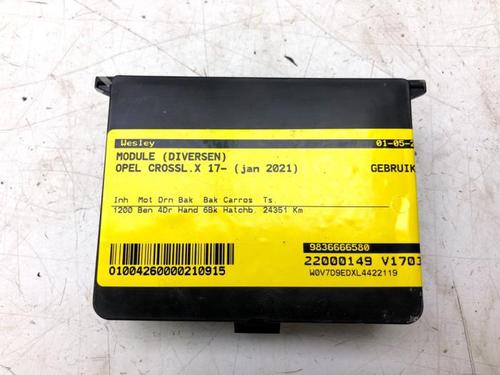 Wesley 01-05-2
MODULE (DIVERSEN)
OPEL CROSSL.X 17- (jan 2021) GEBRUIK
Inh Mot Drn Bak Bak Carros Ts.
1200 Ben 4Dr Hand 6Bk Hatchb. 24351 Km
9836666580
22000149 V1703
01004260000210915
W0V7D9EDXL4422119